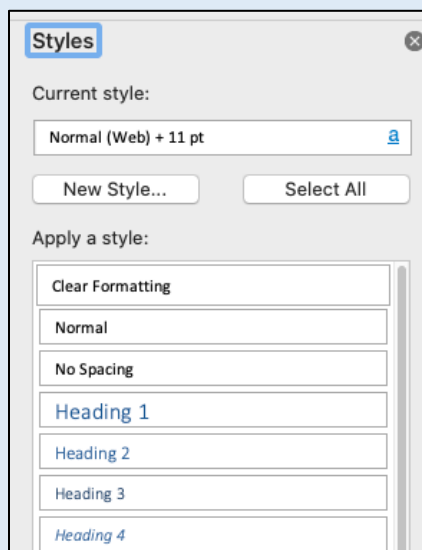 Styles
Current style:
Normal (Web) + 11 pt a
New Style... Select All
Apply a style:
Clear Formatting
Normal
No Spacing
Heading 1
Heading 2
Heading 3
Heading 4